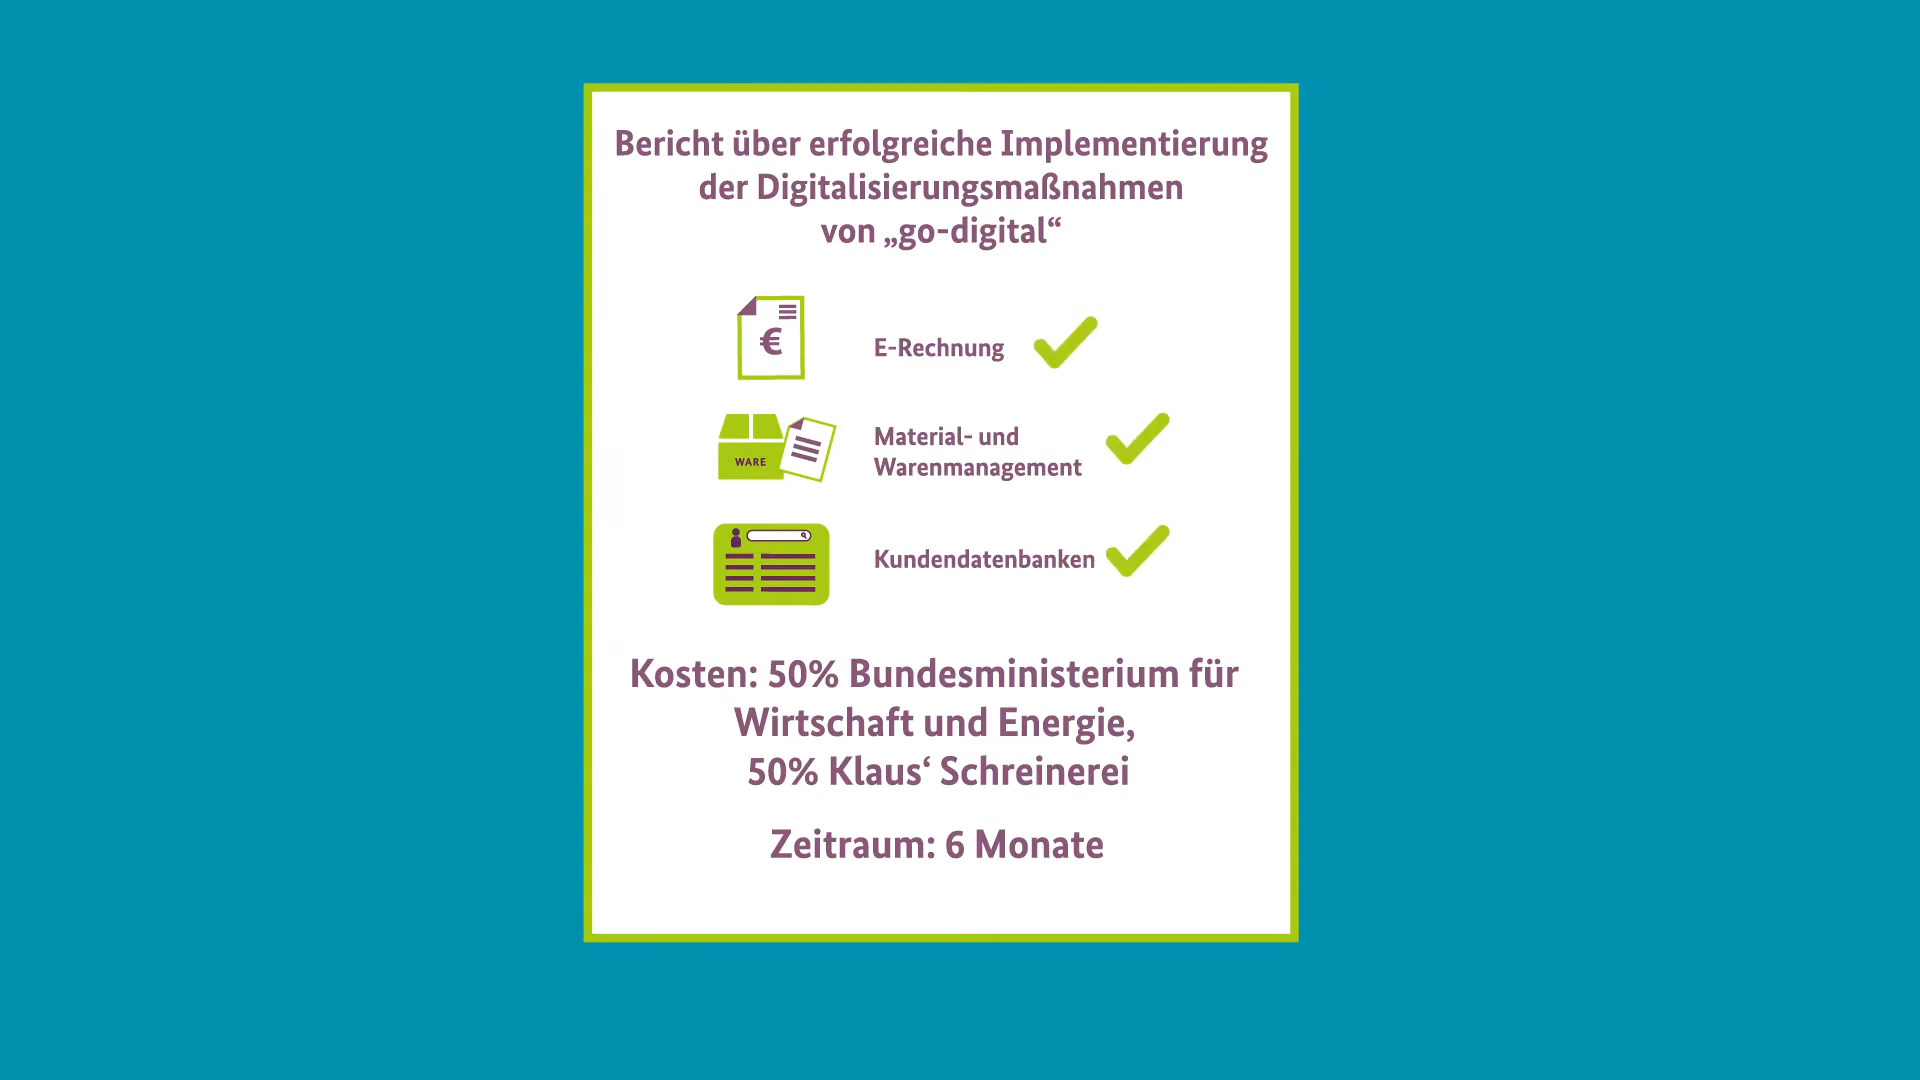 Bericht über erfolgreiche Implementierung
der Digitalisierungsmaßnahmen
von „go-digital“
€
E-Rechnung
WARE
Material- und
Warenmanagement
Kundendatenbanken
Kosten: 50% Bundesministerium für
Wirtschaft und Energie,
50% Klaus‘ Schreinerei
Zeitraum: 6 Monate